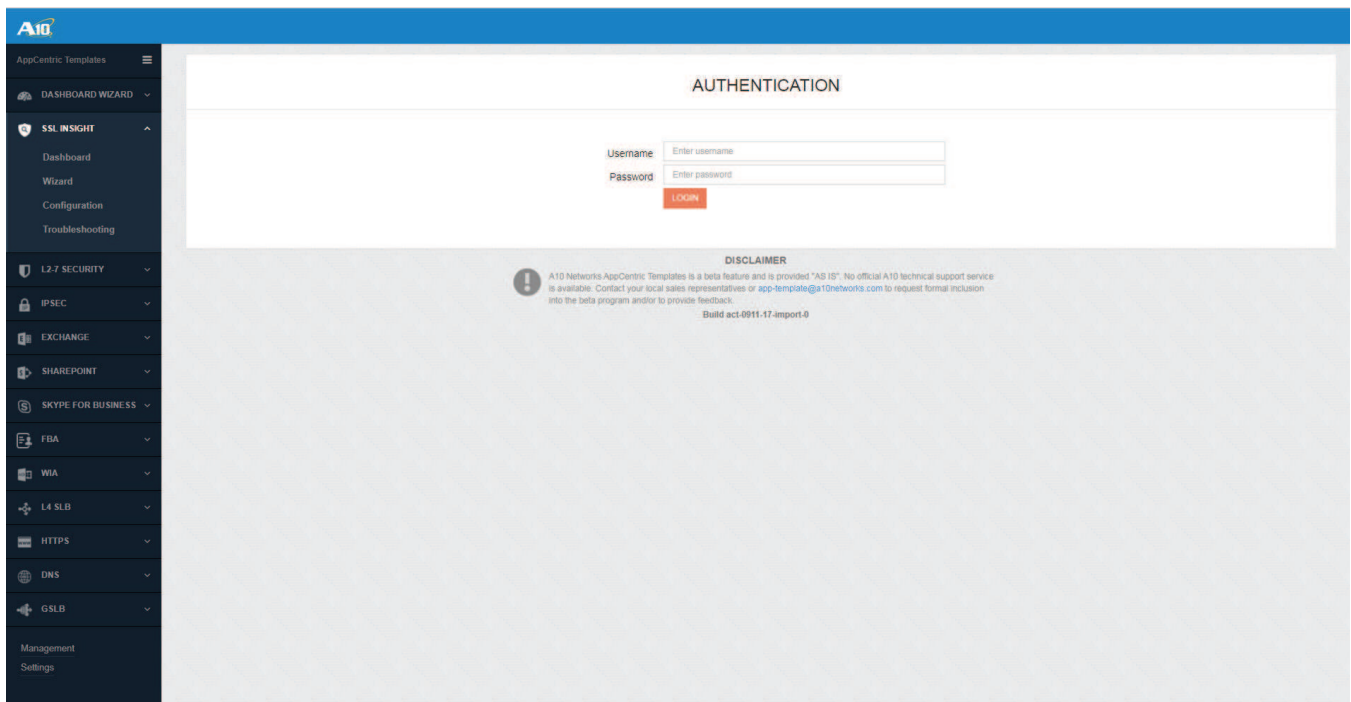 A10
AppCentric Templates
DASHBOARD WIZARD
SSL INSIGHT
Dashboard
Wizard
Configuration
Troubleshooting
L2-7 SECURITY
IPSEC
EXCHANGE
SHAREPOINT
SKYPE FOR BUSINESS
FBA
WIA
L4 SLB
HTTPS
DNS
GSLB
Management
Settings
AUTHENTICATION
Username
Enter username
Password
Enter password
LOGIN
DISCLAIMER
A10 Networks AppCentric Templates is a beta feature and is provided "AS IS". No official A10 technical support service
is available. Contact your local sales representatives or app-template@a10networks.com to request formal inclusion
into the beta program and/or to provide feedback.
Build act-0911-17-import-0